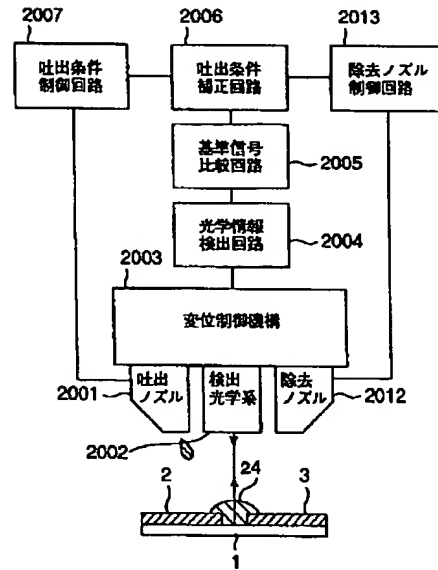 2007
2006
2013
吐出条件
制御回路
吐出条件
補正回路
除去ノズル
制御回路
基準信号
比較回路
2005
光学情報
検出回路
2004
2003
変位制御機構
吐出
ノズル
検出
光学系
除去
ノズル
2001
2012
2002
2
24
3
1